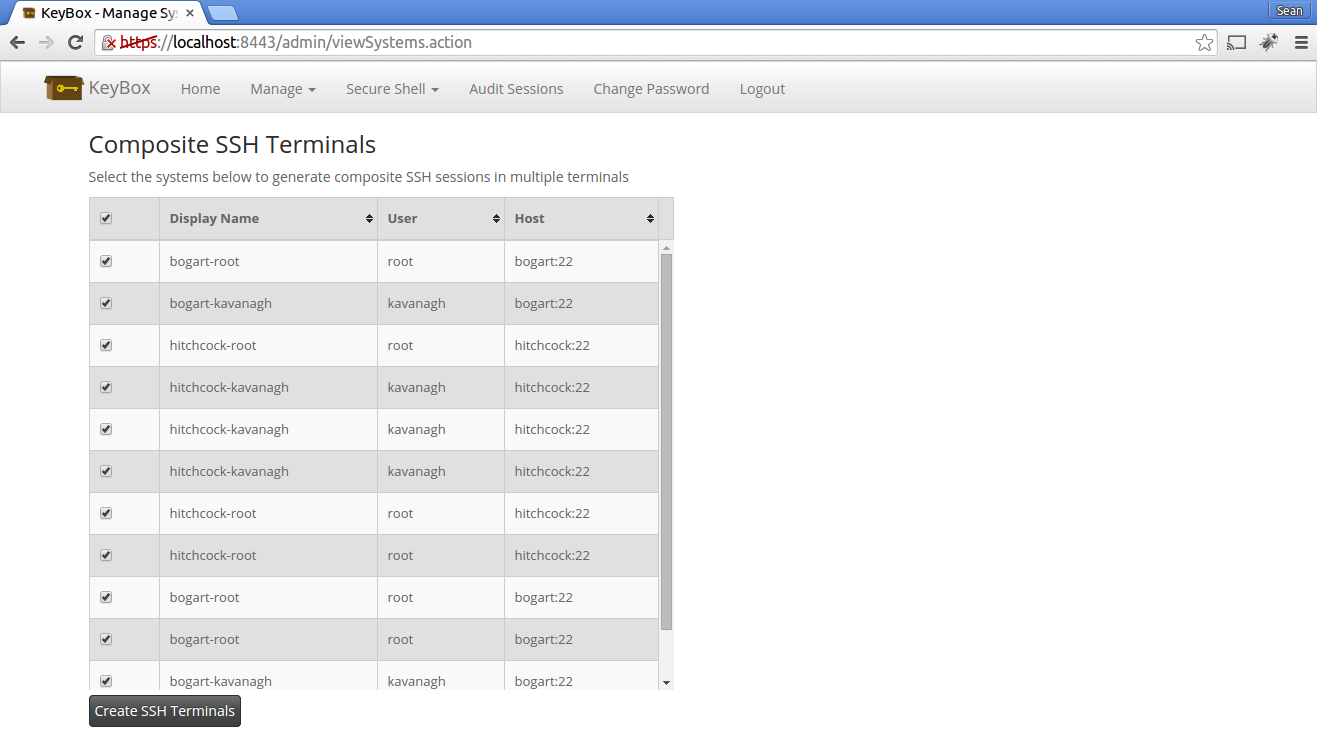 KeyBox - Manage Sy
Sean
https://localhost:8443/admin/viewSystems.action
KeyBox Home Manage Secure Shell Audit Sessions Change Password Logout
Composite SSH Terminals
Select the systems below to generate composite SSH sessions in multiple terminals
Display Name User Host
bogart-root root bogart:22
bogart-kavanagh kavanagh bogart:22
hitchcock-root root hitchcock:22
hitchcock-kavanagh kavanagh hitchcock:22
hitchcock-kavanagh kavanagh hitchcock:22
hitchcock-kavanagh kavanagh hitchcock:22
hitchcock-root root hitchcock:22
hitchcock-root root hitchcock:22
bogart-root root bogart:22
bogart-root root bogart:22
bogart-kavanagh kavanagh bogart:22
Create SSH Terminals